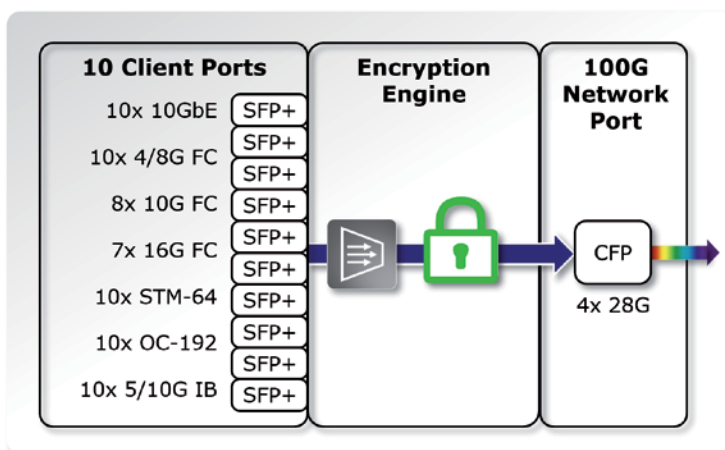 10 Client Ports
10x 10GbE
10x 4/8G FC
8x 10G FC
7x 16G FC
10x STM-64
10x OC-192
10x 5/10G IB
SFP+
SFP+
SFP+
SFP+
SFP+
SFP+
SFP+
SFP+
SFP+
SFP+
Encryption
Engine
100G
Network
Port
CFP
4x 28G